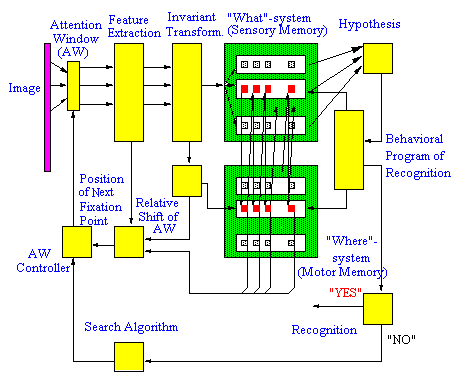 Attention
Window
(AW)
Feature
Extraction
Invariant
Transform.
"What"-system
(Sensory Memory)
Hypothesis
Image
Behavioral
Program of
Recognition
Position
of Next
Fixation
Point
Relative
Shift of
AW
AW
Controller
"Where"-
system
(Motor Memory)
"YES"
Recognition
"NO"
Search Algorithm